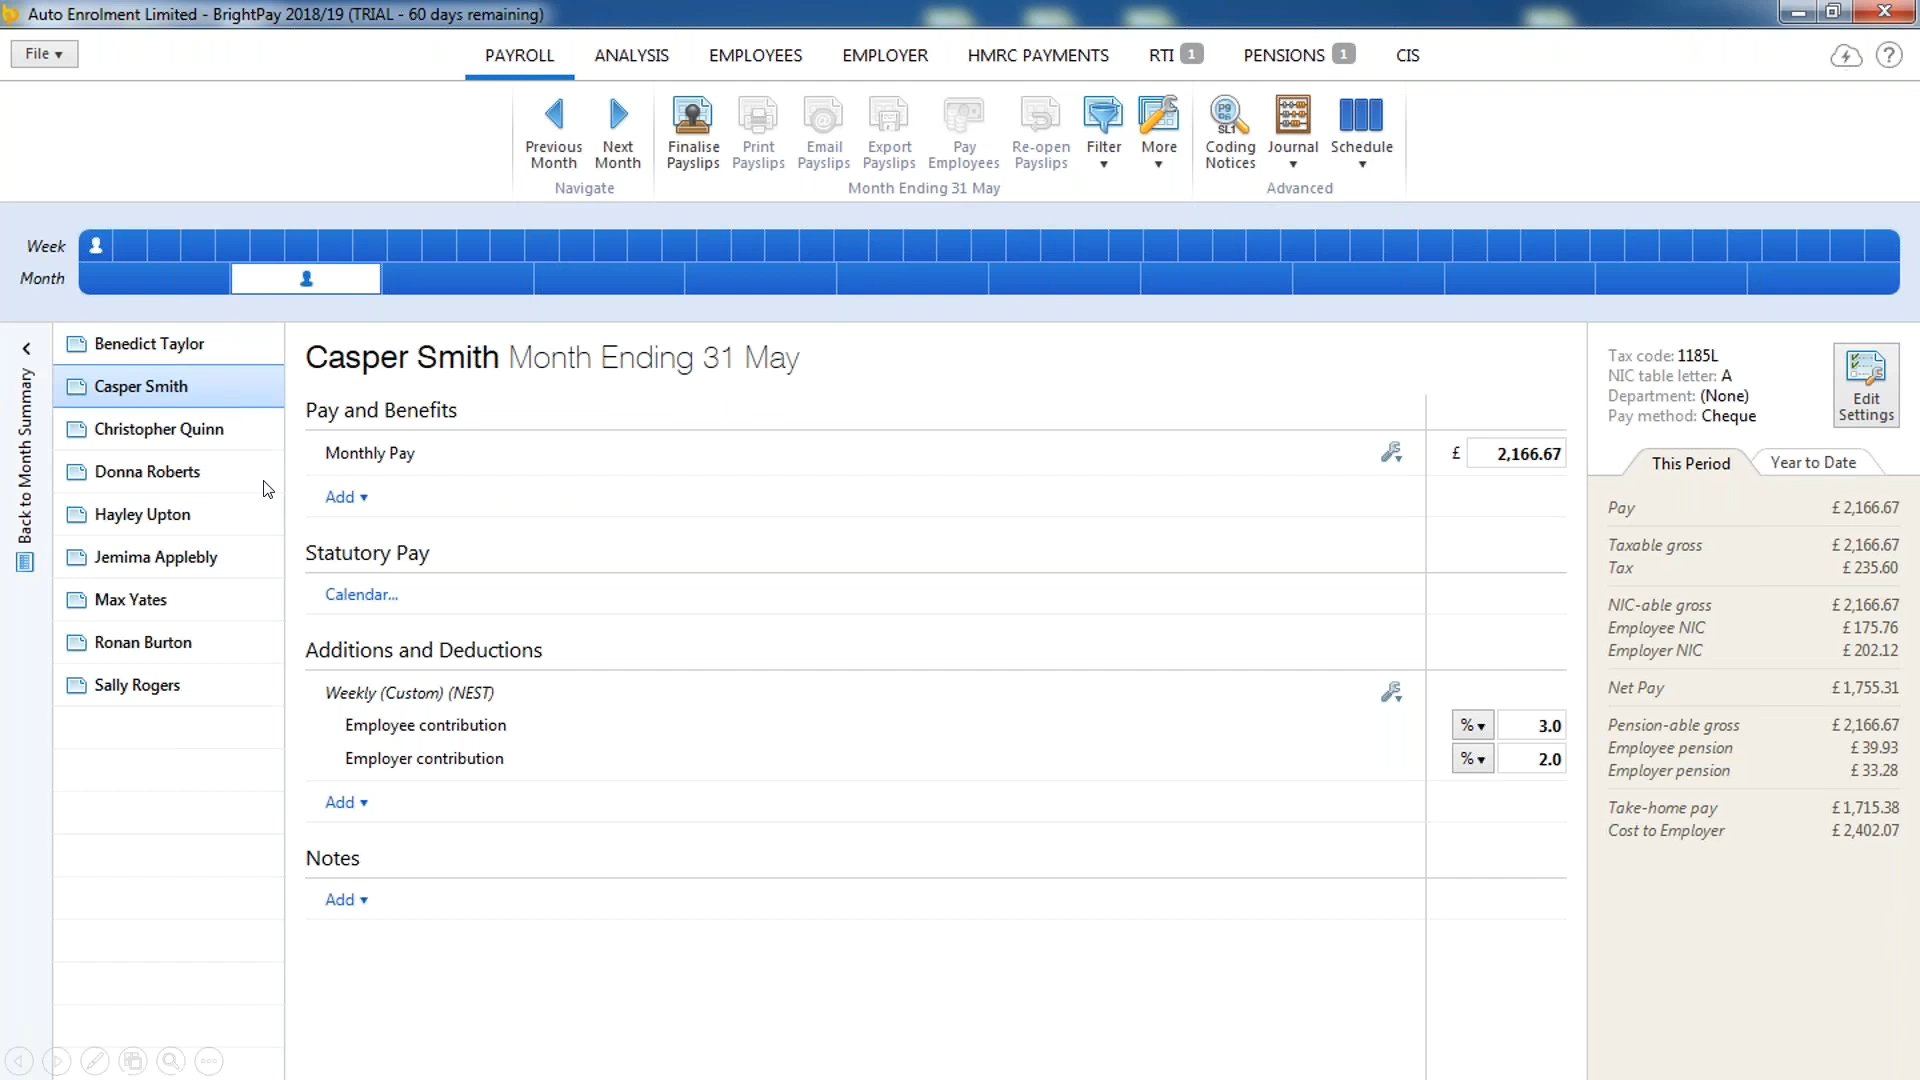 Auto Enrolment Limited - BrightPay 2018/19 (TRIAL - 60 days remaining)
File
PAYROLL ANALYSIS EMPLOYEES EMPLOYER HMRC PAYMENTS RTI 1 PENSIONS 1 CIS
Previous Month
Next Month
Finalise Payslips
Print Payslips
Email Payslips
Export Payslips
Pay Employees
Re-open Payslips
Filter
More
P9 P6 SL1
Coding Notices
Journal
Schedule
Navigate
Month Ending 31 May
Advanced
Week
Month
Back to Month Summary
Benedict Taylor
Casper Smith
Christopher Quinn
Donna Roberts
Hayley Upton
Jemima Applebly
Max Yates
Ronan Burton
Sally Rogers
Casper Smith Month Ending 31 May
Pay and Benefits
Monthly Pay £ 2,166.67
Add
Statutory Pay
Calendar...
Additions and Deductions
Weekly (Custom) (NEST)
Employee contribution % 3.0
Employer contribution % 2.0
Add
Notes
Add
Tax code: 1185L
NIC table letter: A
Department: (None)
Pay method: Cheque
Edit Settings
This Period Year to Date
Pay £ 2,166.67
Taxable gross £ 2,166.67
Tax £ 235.60
NIC-able gross £ 2,166.67
Employee NIC £ 175.76
Employer NIC £ 202.12
Net Pay £ 1,755.31
Pension-able gross £ 2,166.67
Employee pension £ 39.93
Employer pension £ 33.28
Take-home pay £ 1,715.38
Cost to Employer £ 2,402.07